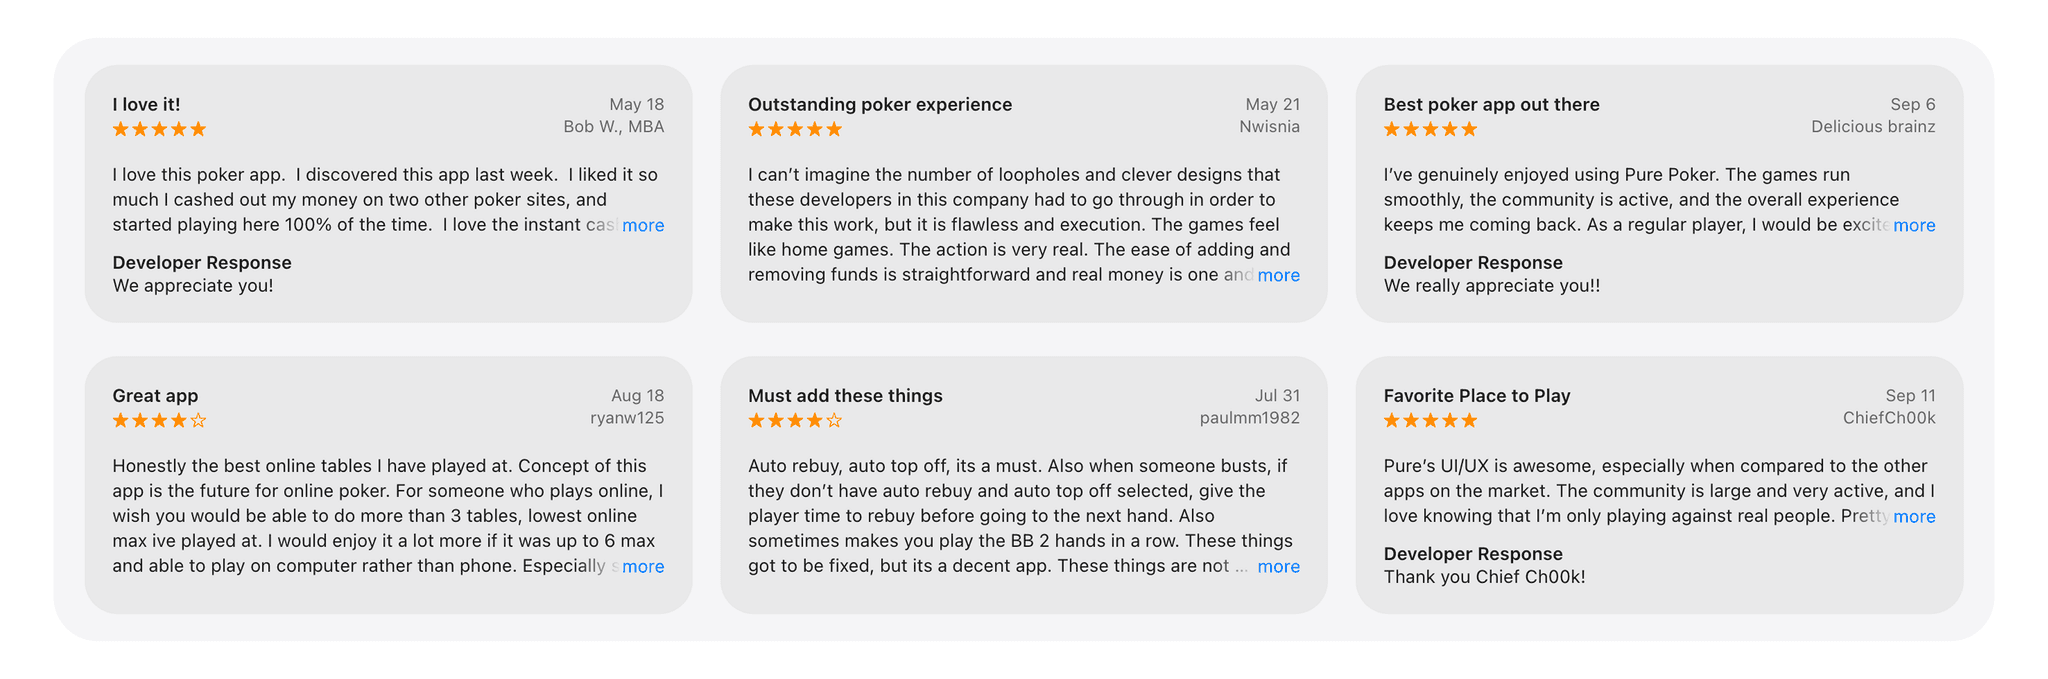 I love it!
May 18
Bob W., MBA
I love this poker app.  I discovered this app last week.  I liked it so
much I cashed out my money on two other poker sites, and
started playing here 100% of the time.  I love the instant
more
Developer Response
We appreciate you!
Outstanding poker experience
May 21
Nwisnia
I can’t imagine the number of loopholes and clever designs that
these developers in this company had to go through in order to
make this work, but it is flawless and execution. The games feel
like home games. The action is very real. The ease of adding and
removing funds is straightforward and real money is one and
more
Best poker app out there
Sep 6
Delicious brainz
I’ve genuinely enjoyed using Pure Poker. The games run
smoothly, the community is active, and the overall experience
keeps me coming back. As a regular player, I would be
more
Developer Response
We really appreciate you!!
Great app
Aug 18
ryanw125
Honestly the best online tables I have played at. Concept of this
app is the future for online poker. For someone who plays online, I
wish you would be able to do more than 3 tables, lowest online
max ive played at. I would enjoy it a lot more if it was up to 6 max
and able to play on computer rather than phone. Especially
more
Must add these things
Jul 31
paulmm1982
Auto rebuy, auto top off, its a must. Also when someone busts, if
they don’t have auto rebuy and auto top off selected, give the
player time to rebuy before going to the next hand. Also
sometimes makes you play the BB 2 hands in a row. These things
got to be fixed, but its a decent app. These things are not ...
more
Favorite Place to Play
Sep 11
ChiefCh00k
Pure’s UI/UX is awesome, especially when compared to the other
apps on the market. The community is large and very active, and I
love knowing that I’m only playing against real people. Pretty
more
Developer Response
Thank you Chief Ch00k!